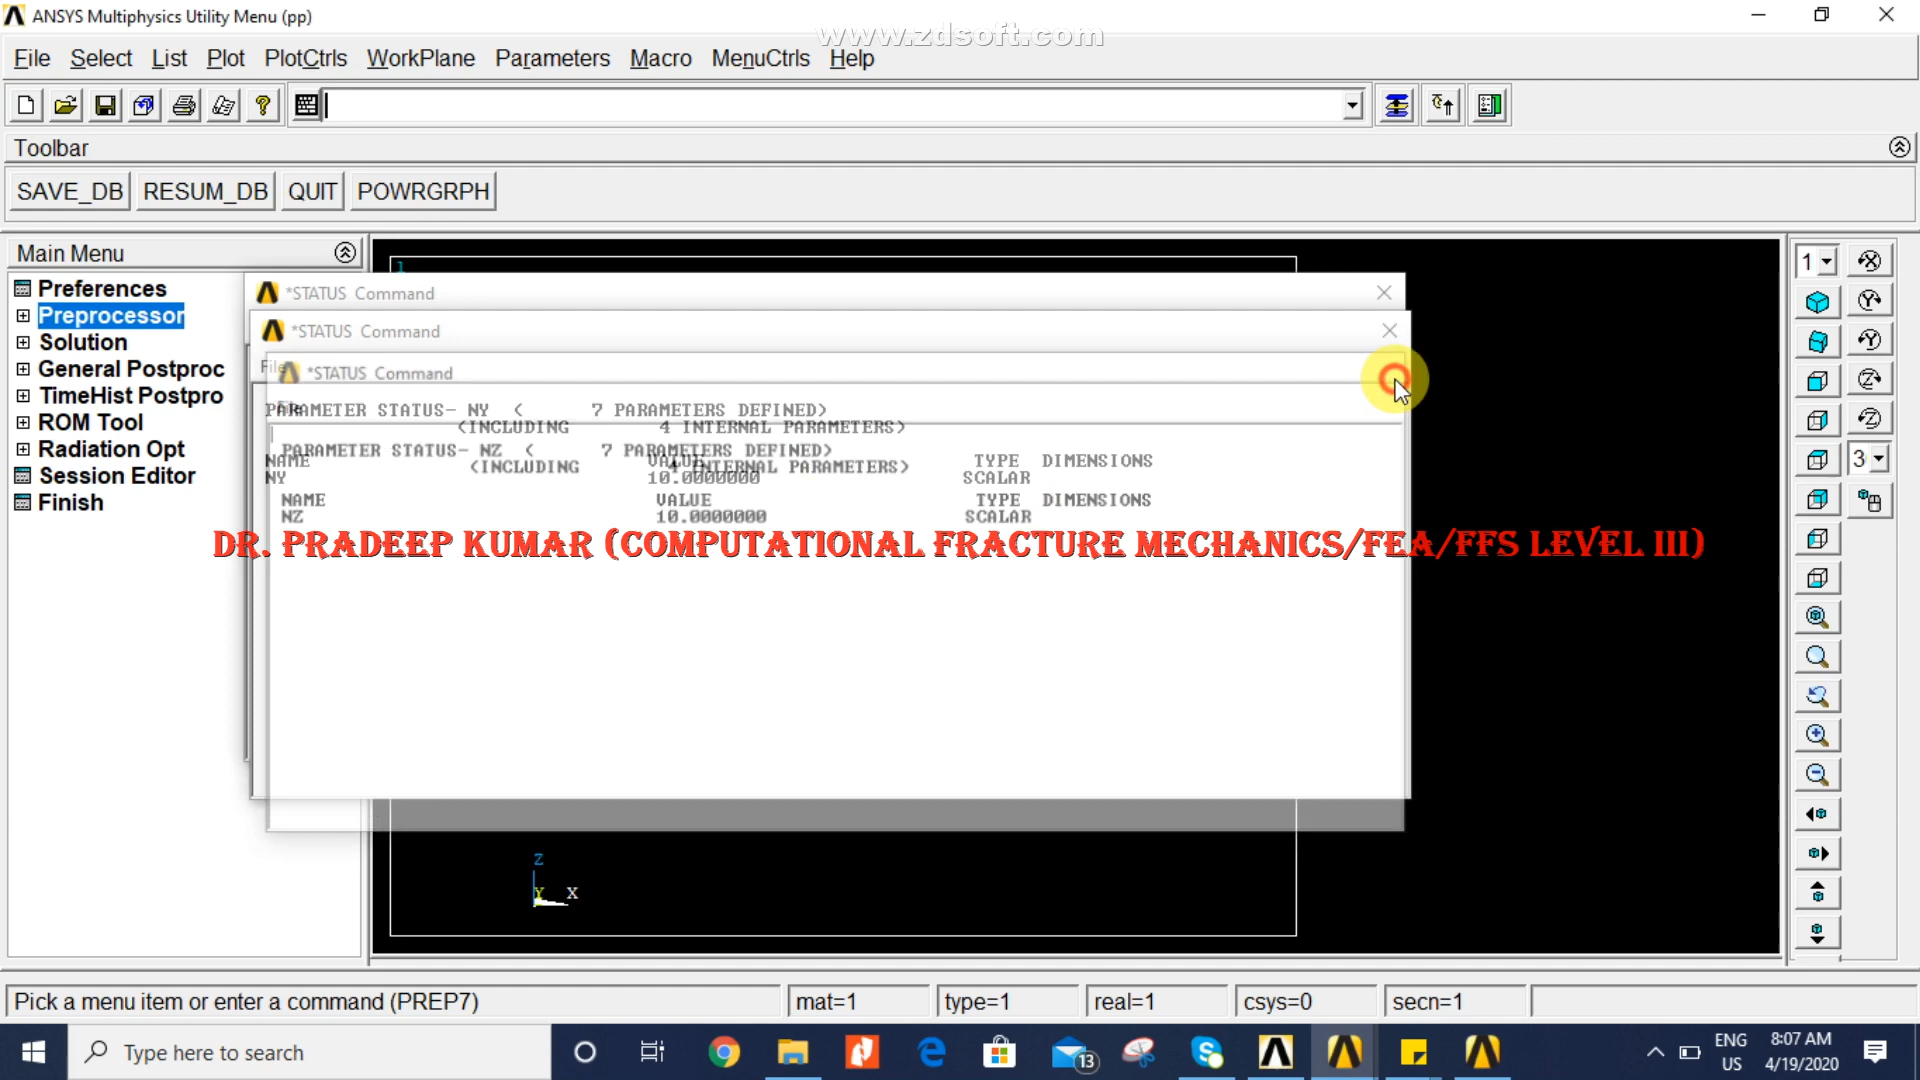 ANSYS Multiphysics Utility Menu (pp)
www.zdsoft.com
File Select List Plot PlotCtrls WorkPlane Parameters Macro MenuCtrls Help
Toolbar
SAVE_DB RESUM_DB QUIT POWRGRPH
Main Menu
Preferences
Preprocessor
Solution
General Postproc
TimeHist Postpro
ROM Tool
Radiation Opt
Session Editor
Finish
1
*STATUS Command
*STATUS Command
File
*STATUS Command
File
PARAMETER STATUS- NY ( 7 PARAMETERS DEFINED)
(INCLUDING 4 INTERNAL PARAMETERS)
NAME VALUE TYPE DIMENSIONS
NY 10.0000000 SCALAR
PARAMETER STATUS- NZ ( 7 PARAMETERS DEFINED)
(INCLUDING 4 INTERNAL PARAMETERS)
NAME VALUE TYPE DIMENSIONS
NZ 10.0000000 SCALAR
DR. PRADEEP KUMAR (COMPUTATIONAL FRACTURE MECHANICS/FEA/FFS LEVEL III)
Z
Y X
1
3
Pick a menu item or enter a command (PREP7) mat=1 type=1 real=1 csys=0 secn=1
Type here to search
13
ENG
US
8:07 AM
4/19/2020